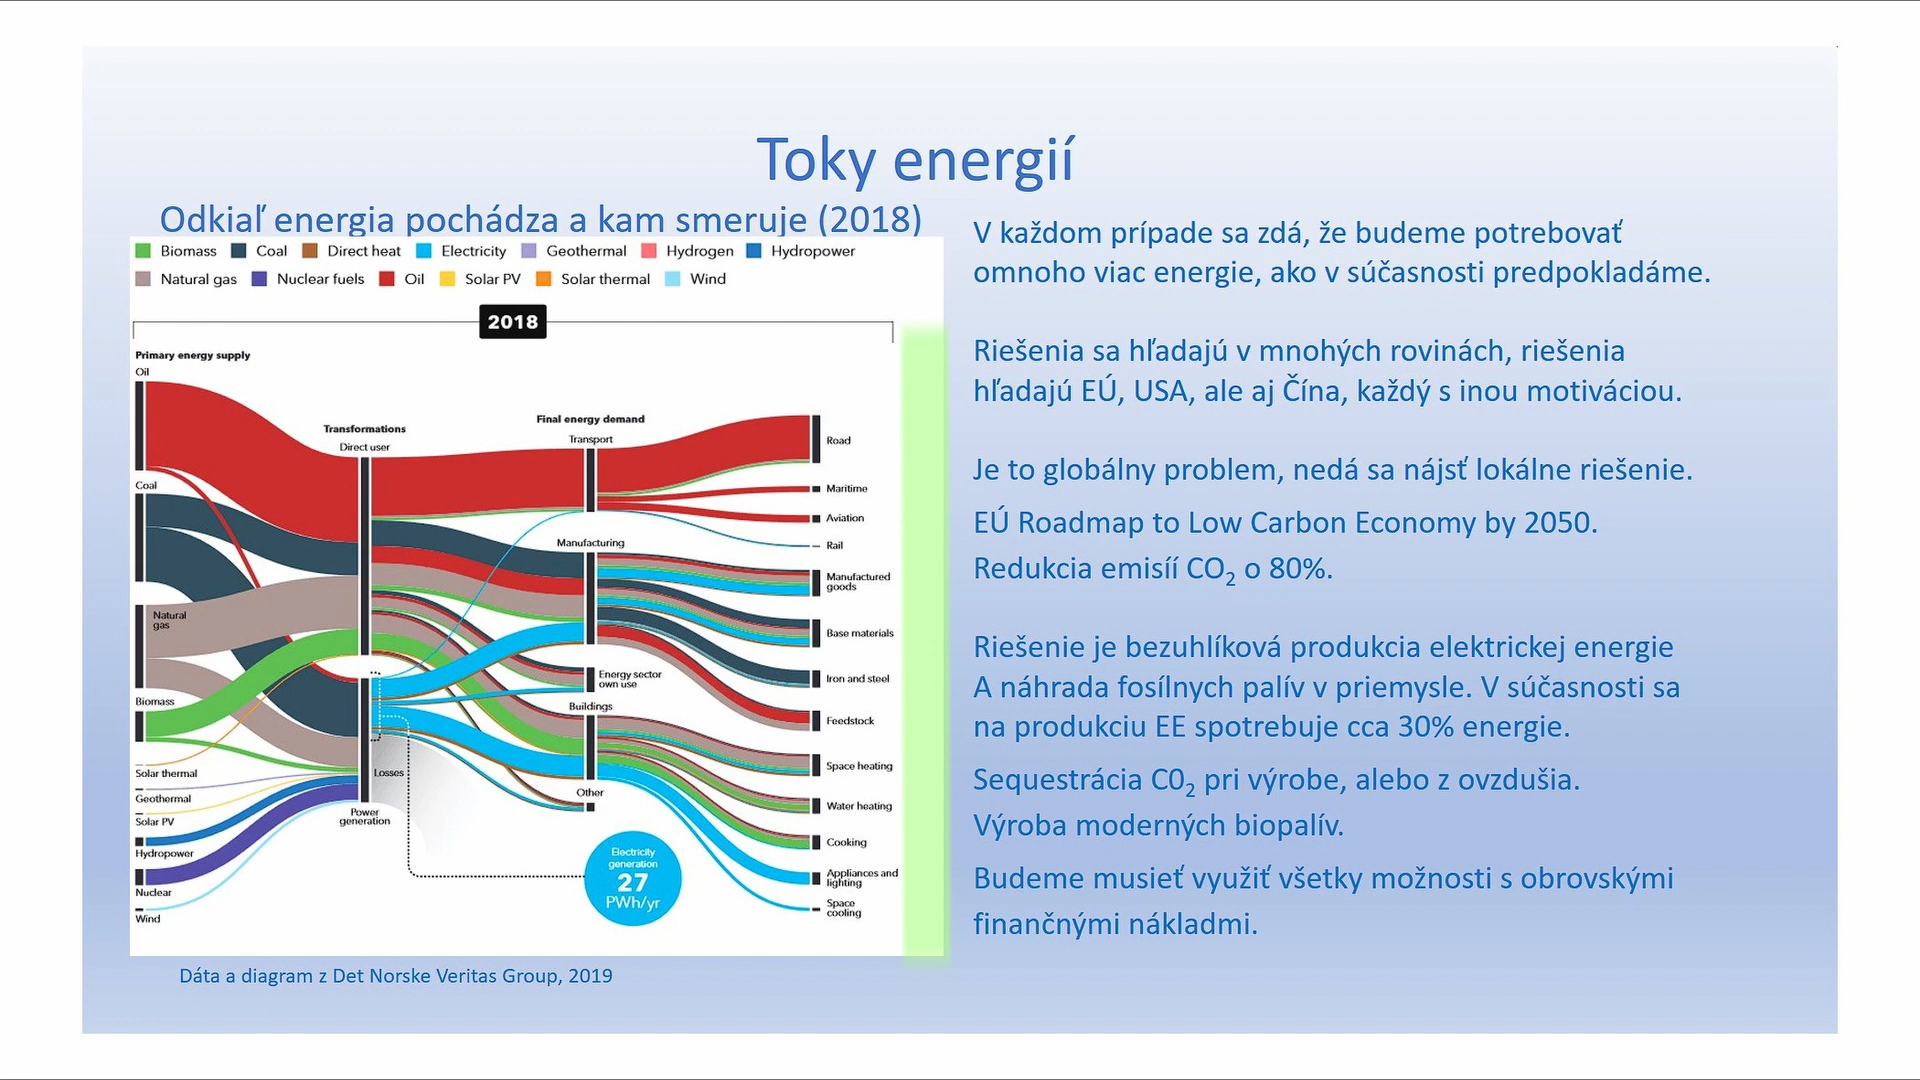 Toky energií
Odkiaľ energia pochádza a kam smeruje (2018)
Biomass Coal Direct heat Electricity Geothermal Hydrogen Hydropower
Natural gas Nuclear fuels Oil Solar PV Solar thermal Wind
2018
Primary energy supply
Oil
Coal
Natural
gas
Biomass
Solar thermal
Geothermal
Solar PV
Hydropower
Nuclear
Wind
Transformations
Direct user
Losses
Power
generation
Final energy demand
Transport
Manufacturing
Energy sector
own use
Buildings
Other
Electricity
generation
27
PWh/yr
Road
Maritime
Aviation
Rail
Manufactured
goods
Base materials
Iron and steel
Feedstock
Space heating
Water heating
Cooking
Appliances and
lighting
Space
cooling
Dáta a diagram z Det Norske Veritas Group, 2019
V každom prípade sa zdá, že budeme potrebovať
omnoho viac energie, ako v súčasnosti predpokladáme.
Riešenia sa hľadajú v mnohých rovinách, riešenia
hľadajú EÚ, USA, ale aj Čína, každý s inou motiváciou.
Je to globálny problem, nedá sa nájsť lokálne riešenie.
EÚ Roadmap to Low Carbon Economy by 2050.
Redukcia emisíí CO₂ o 80%.
Riešenie je bezuhlíková produkcia elektrickej energie
A náhrada fosílnych palív v priemysle. V súčasnosti sa
na produkciu EE spotrebuje cca 30% energie.
Sequestrácia C0₂ pri výrobe, alebo z ovzdušia.
Výroba moderných biopalív.
Budeme musieť využiť všetky možnosti s obrovskými
finančnými nákladmi.